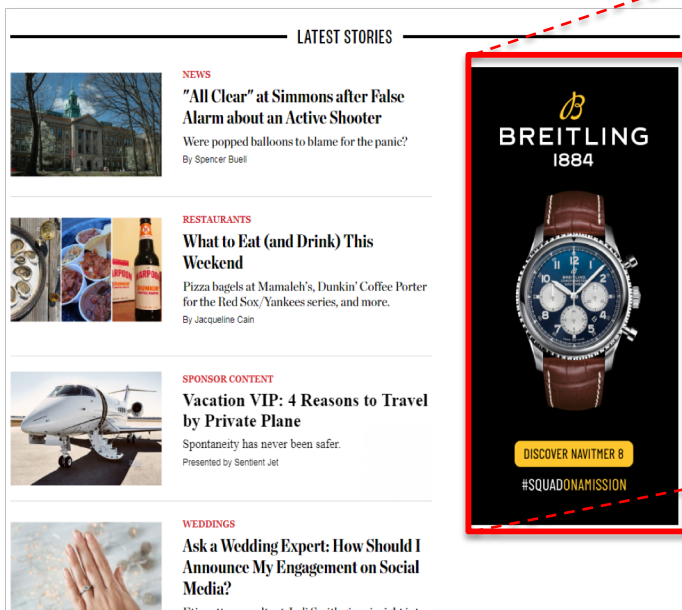 LATEST STORIES
NEWS
"All Clear" at Simmons after False
Alarm about an Active Shooter
Were popped balloons to blame for the panic?
By Spencer Buell
RESTAURANTS
What to Eat (and Drink) This
Weekend
Pizza bagels at Mamaleh's, Dunkin' Coffee Porter
for the Red Sox/Yankees series, and more.
By Jacqueline Cain
SPONSOR CONTENT
Vacation VIP: 4 Reasons to Travel
by Private Plane
Spontaneity has never been safer.
Presented by Sentient Jet
WEDDINGS
Ask a Wedding Expert: How Should I
Announce My Engagement on Social
Media?
B
BREITLING
1884
DISCOVER NAVITMER 8
#SQUADONAMISSION